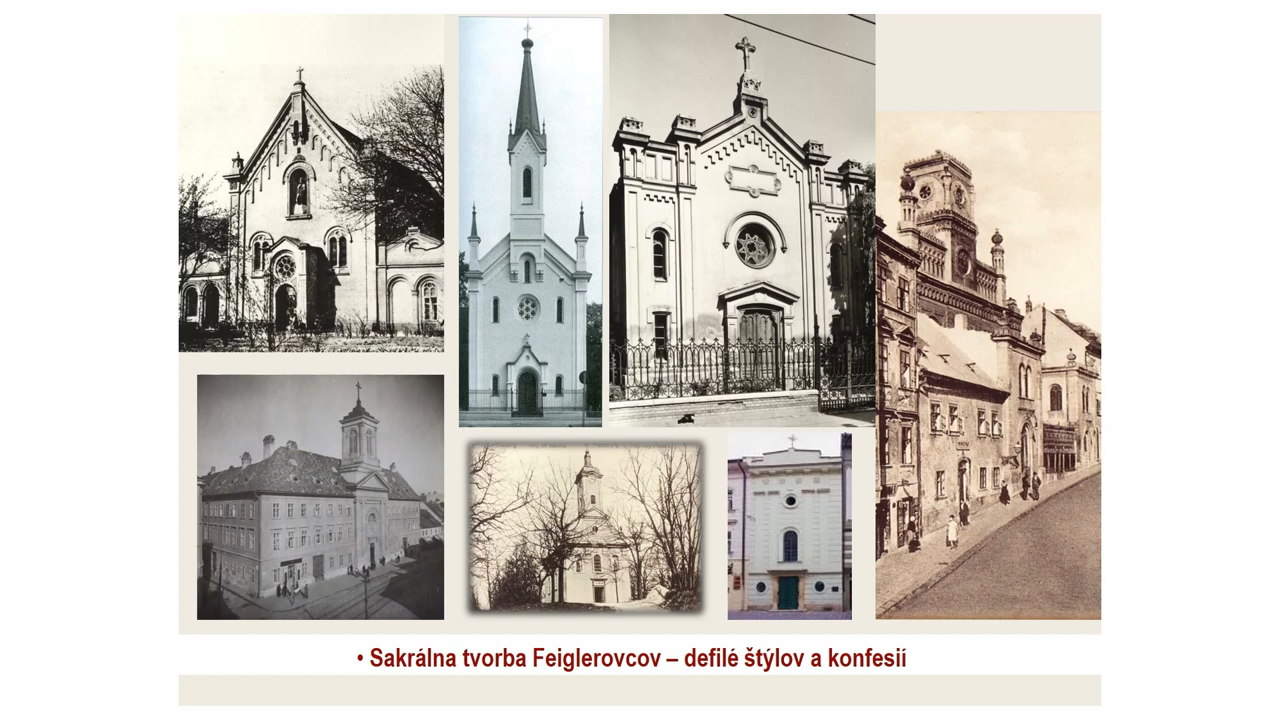 • Sakrálna tvorba Feiglerovcov – defilé štýlov a konfesií